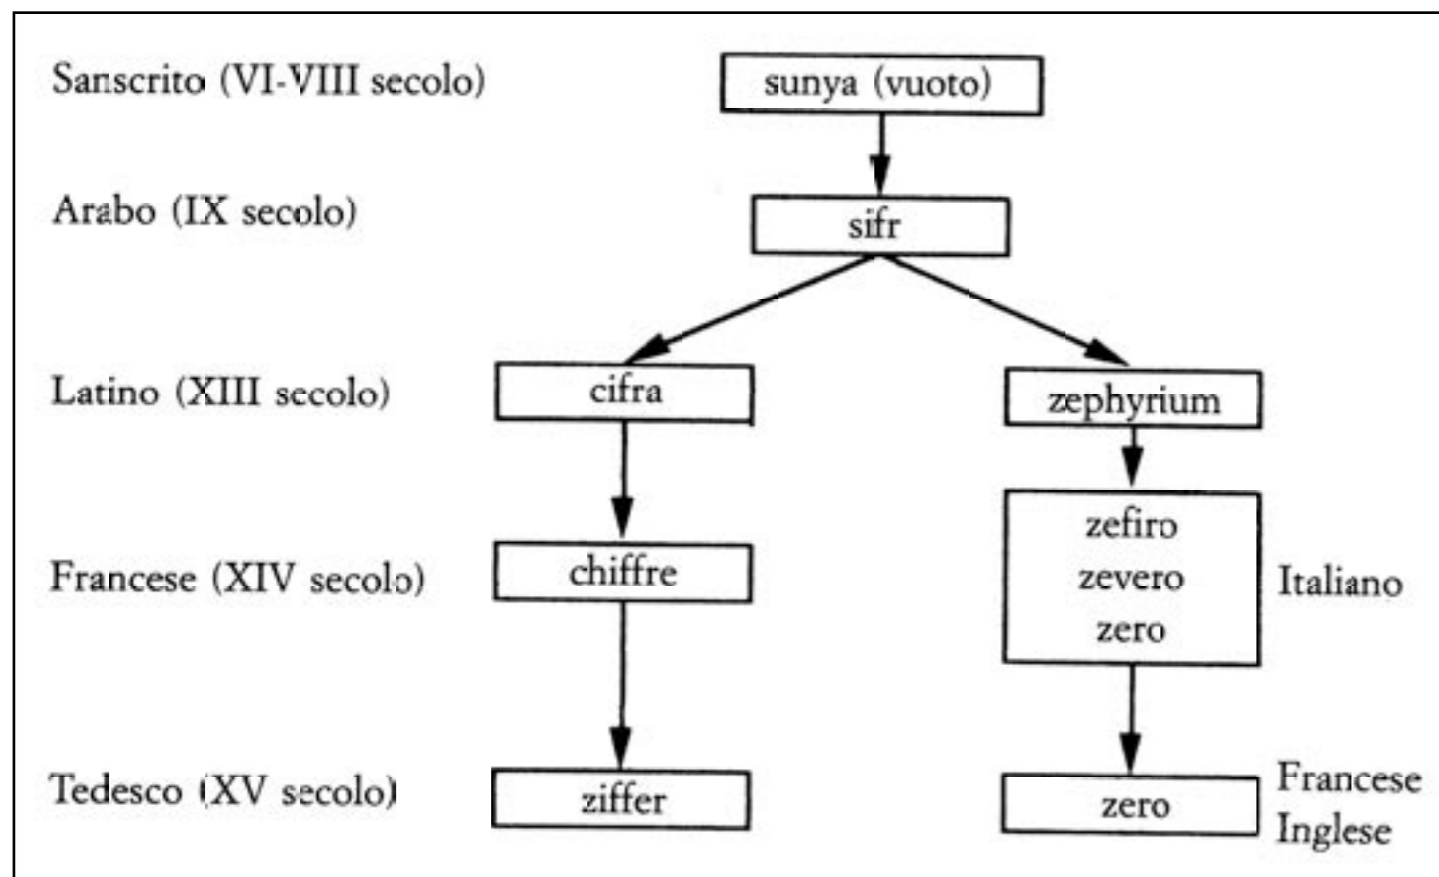 Sanscrito (VI-VIII secolo)
sunya (vuoto)
Arabo (IX secolo)
sifr
Latino (XIII secolo)
cifra
zephyrium
Francese (XIV secolo)
chiffre
zefiro
zevero
zero
Italiano
Tedesco (XV secolo)
ziffer
zero
Francese
Inglese